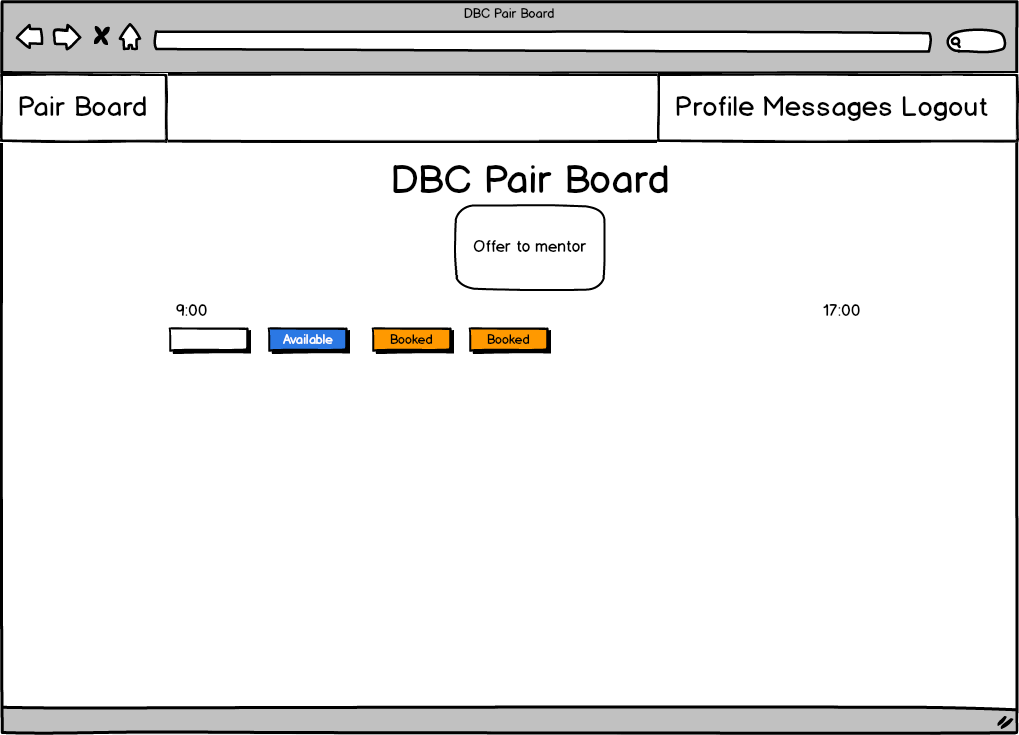 DBC Pair Board
Pair Board
Profile Messages Logout
DBC Pair Board
Offer to mentor
9:00 17:00
Available Booked Booked